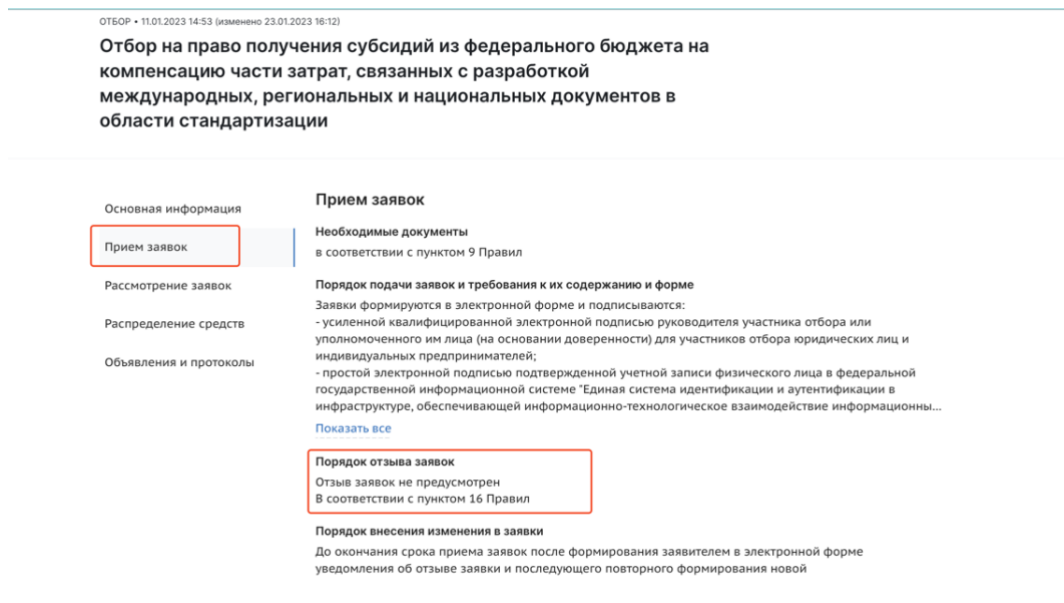 ОТБОР • 11.01.2023 14:53 (изменено 23.01.2023 16:12)
Отбор на право получения субсидий из федерального бюджета на
компенсацию части затрат, связанных с разработкой
международных, региональных и национальных документов в
области стандартизации
Основная информация
Прием заявок
Рассмотрение заявок
Распределение средств
Объявления и протоколы
Прием заявок
Необходимые документы
в соответствии с пунктом 9 Правил
Порядок подачи заявок и требования к их содержанию и форме
Заявки формируются в электронной форме и подписываются:
- усиленной квалифицированной электронной подписью руководителя участника отбора или
уполномоченного им лица (на основании доверенности) для участников отбора юридических лиц и
индивидуальных предпринимателей;
- простой электронной подписью подтвержденной учетной записи физического лица в федеральной
государственной информационной системе "Единая система идентификации и аутентификации в
инфраструктуре, обеспечивающей информационно-технологическое взаимодействие информационны...
Показать все
Порядок отзыва заявок
Отзыв заявок не предусмотрен
В соответствии с пунктом 16 Правил
Порядок внесения изменения в заявки
До окончания срока приема заявок после формирования заявителем в электронной форме
уведомления об отзыве заявки и последующего повторного формирования новой